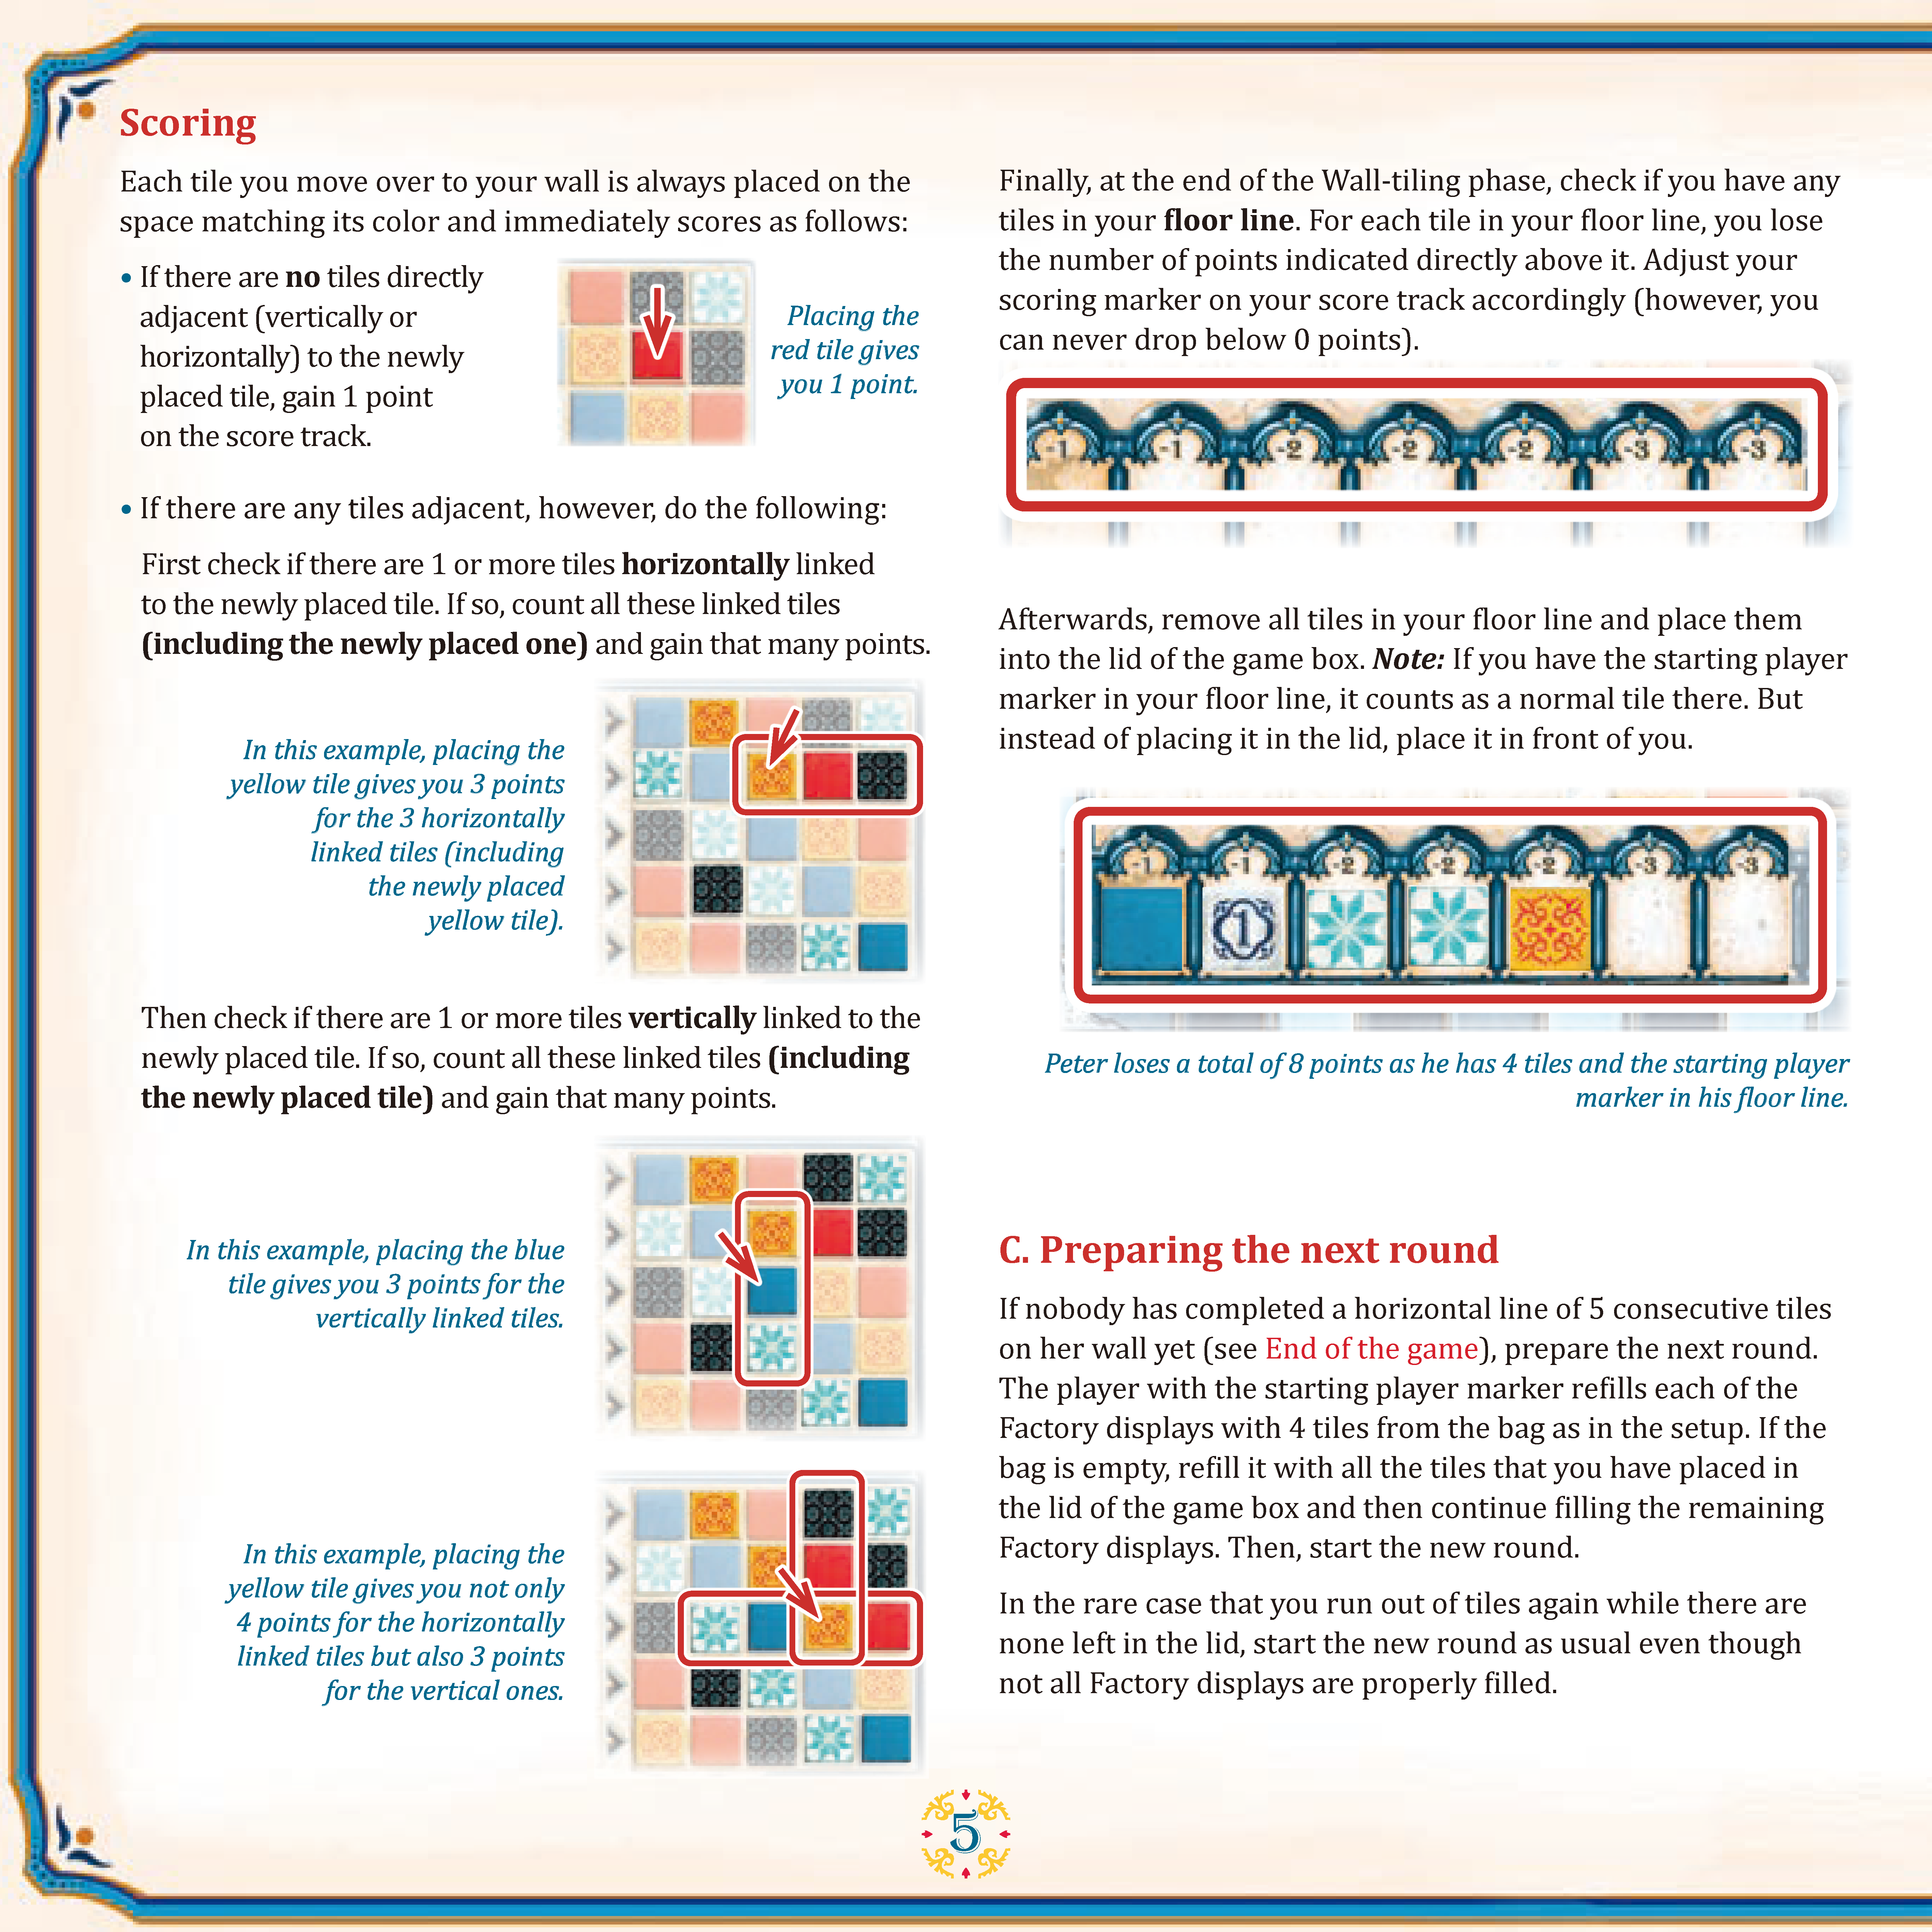 Scoring
Each tile you move over to your wall is always placed on the
space matching its color and immediately scores as follows:
• If there are no tiles directly
adjacent (vertically or
horizontally) to the newly
placed tile, gain 1 point
on the score track.
Placing the
red tile gives
you 1 point.
• If there are any tiles adjacent, however, do the following:
First check if there are 1 or more tiles horizontally linked
to the newly placed tile. If so, count all these linked tiles
(including the newly placed one) and gain that many points.
In this example, placing the
yellow tile gives you 3 points
for the 3 horizontally
linked tiles (including
the newly placed
yellow tile).
Then check if there are 1 or more tiles vertically linked to the
newly placed tile. If so, count all these linked tiles (including
the newly placed tile) and gain that many points.
In this example, placing the blue
tile gives you 3 points for the
vertically linked tiles.
In this example, placing the
yellow tile gives you not only
4 points for the horizontally
linked tiles but also 3 points
for the vertical ones.
Finally, at the end of the Wall-tiling phase, check if you have any
tiles in your floor line. For each tile in your floor line, you lose
the number of points indicated directly above it. Adjust your
scoring marker on your score track accordingly (however, you
can never drop below 0 points).
-1 -1 -2 -2 -2 -3 -3
Afterwards, remove all tiles in your floor line and place them
into the lid of the game box. Note: If you have the starting player
marker in your floor line, it counts as a normal tile there. But
instead of placing it in the lid, place it in front of you.
-1 -1 -2 -2 -2 -3 -3
1
Peter loses a total of 8 points as he has 4 tiles and the starting player
marker in his floor line.
C. Preparing the next round
If nobody has completed a horizontal line of 5 consecutive tiles
on her wall yet (see End of the game), prepare the next round.
The player with the starting player marker refills each of the
Factory displays with 4 tiles from the bag as in the setup. If the
bag is empty, refill it with all the tiles that you have placed in
the lid of the game box and then continue filling the remaining
Factory displays. Then, start the new round.
In the rare case that you run out of tiles again while there are
none left in the lid, start the new round as usual even though
not all Factory displays are properly filled.
5